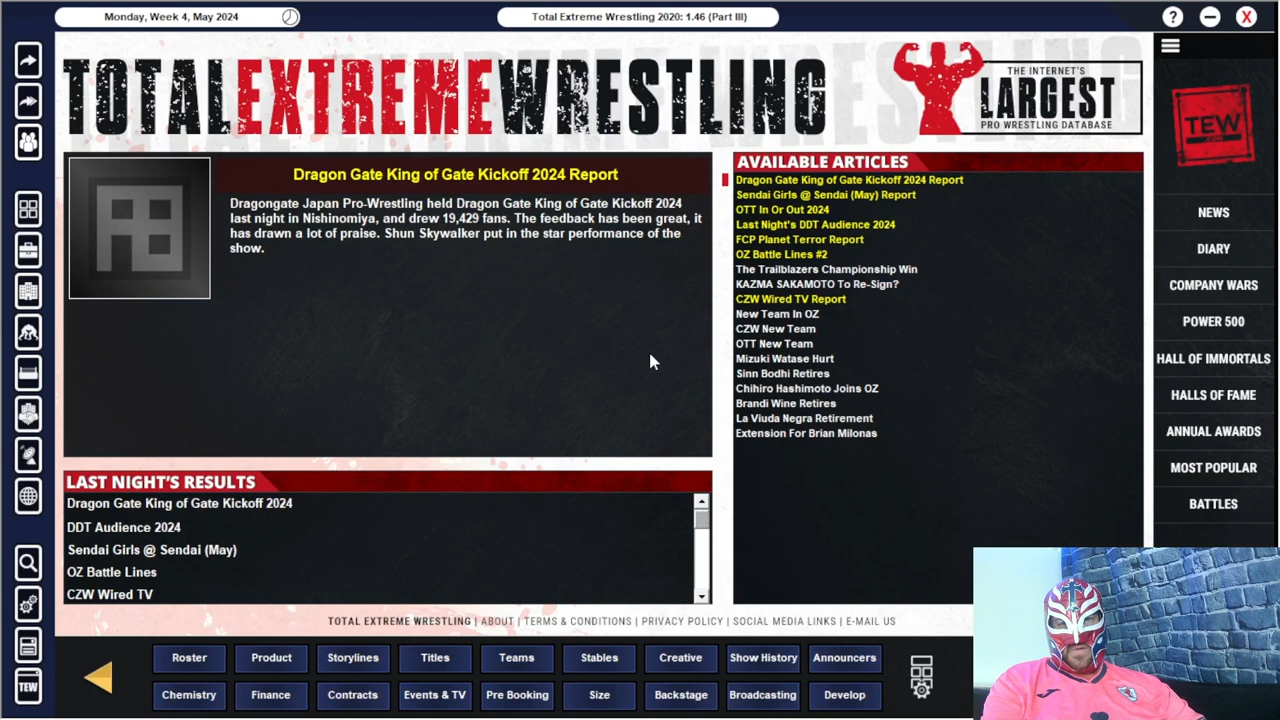 Monday, Week 4, May 2024
Total Extreme Wrestling 2020: 1.46 (Part III)
? X
TOTALEXTREMEWRESTLING
THE INTERNET'S
LARGEST
PRO WRESTLING DATABASE
TEW
.COM
Dragon Gate King of Gate Kickoff 2024 Report
Dragongate Japan Pro-Wrestling held Dragon Gate King of Gate Kickoff 2024
last night in Nishinomiya, and drew 19,429 fans. The feedback has been great, it
has drawn a lot of praise. Shun Skywalker put in the star performance of the
show.
AVAILABLE ARTICLES
Dragon Gate King of Gate Kickoff 2024 Report
Sendai Girls @ Sendai (May) Report
OTT In Or Out 2024
Last Night's DDT Audience 2024
FCP Planet Terror Report
OZ Battle Lines #2
The Trailblazers Championship Win
KAZMA SAKAMOTO To Re-Sign?
CZW Wired TV Report
New Team In OZ
CZW New Team
OTT New Team
Mizuki Watase Hurt
Sinn Bodhi Retires
Chihiro Hashimoto Joins OZ
Brandi Wine Retires
La Viuda Negra Retirement
Extension For Brian Milonas
NEWS
DIARY
COMPANY WARS
POWER 500
HALL OF IMMORTALS
HALLS OF FAME
ANNUAL AWARDS
MOST POPULAR
BATTLES
LAST NIGHT'S RESULTS
Dragon Gate King of Gate Kickoff 2024
DDT Audience 2024
Sendai Girls @ Sendai (May)
OZ Battle Lines
CZW Wired TV
TOTAL EXTREME WRESTLING | ABOUT | TERMS & CONDITIONS | PRIVACY POLICY | SOCIAL MEDIA LINKS | E-MAIL US
Roster Product Storylines Titles Teams Stables Creative Show History Announcers
Chemistry Finance Contracts Events & TV Pre Booking Size Backstage Broadcasting Develop
TEW